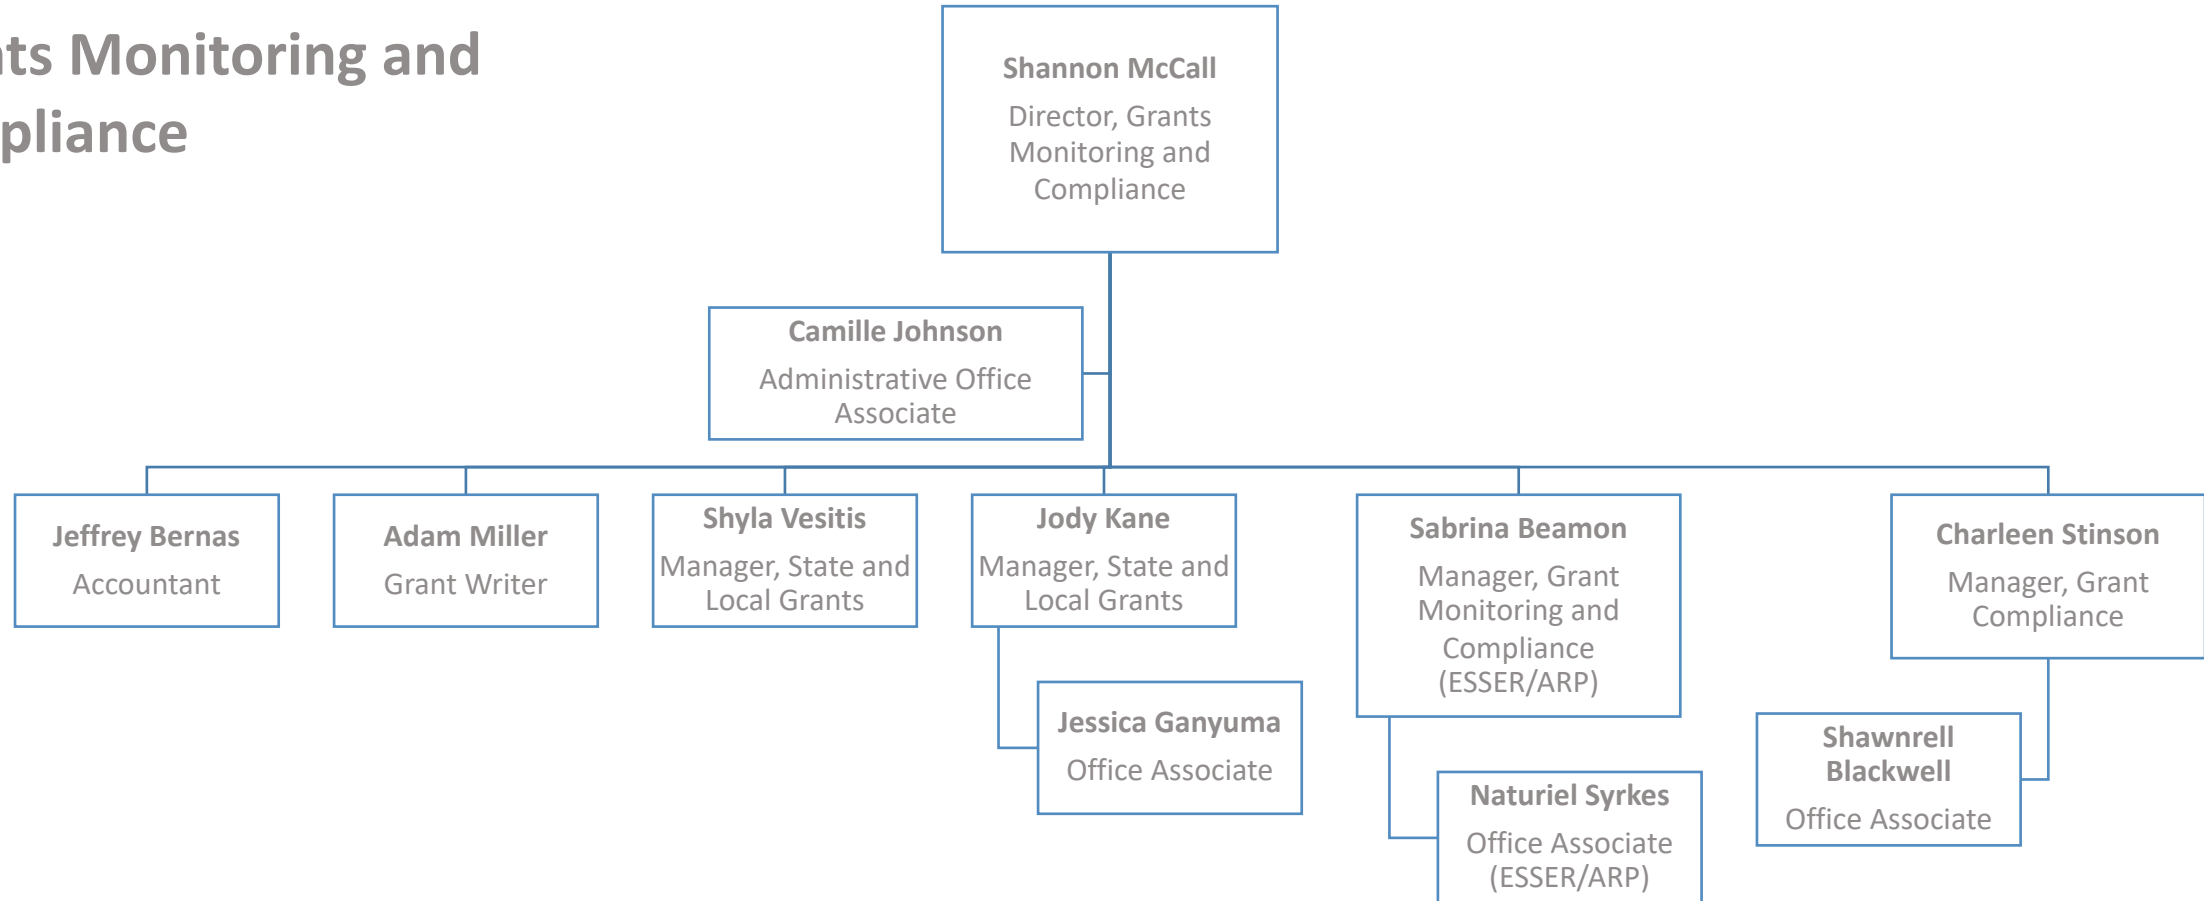 Monitoring and
Shannon McCall
Director, Grants
Monitoring and
Compliance
Camille Johnson
Administrative Office
Associate
Jeffrey Bernas
Accountant
Adam Miller
Grant Writer
Shyla Vesitis
Manager, State and
Local Grants
Jody Kane
Manager, State and
Local Grants
Sabrina Beamon
Manager, Grant
Monitoring and
Compliance
(ESSER/ARP)
Charleen Stinson
Manager, Grant
Compliance
Jessica Ganyuma
Office Associate
Naturiel Syrkes
Office Associate
(ESSER/ARP)
Shawnrell
Blackwell
Office Associate